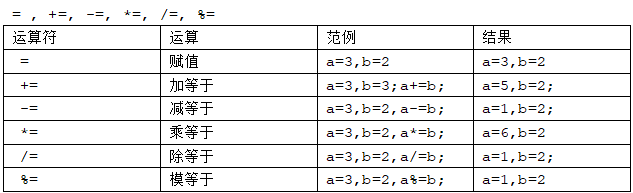 = , +=, -=, *=, /=, %=
运算符 运算 范例 结果
= 赋值 a=3,b=2 a=3,b=2
+= 加等于 a=3,b=3;a+=b; a=5,b=2;
-= 减等于 a=3,b=2,a-=b; a=1,b=2;
*= 乘等于 a=3,b=2,a*=b; a=6,b=2
/= 除等于 a=3,b=2,a/=b; a=1,b=2;
%= 模等于 a=3,b=2,a%=b; a=1,b=2